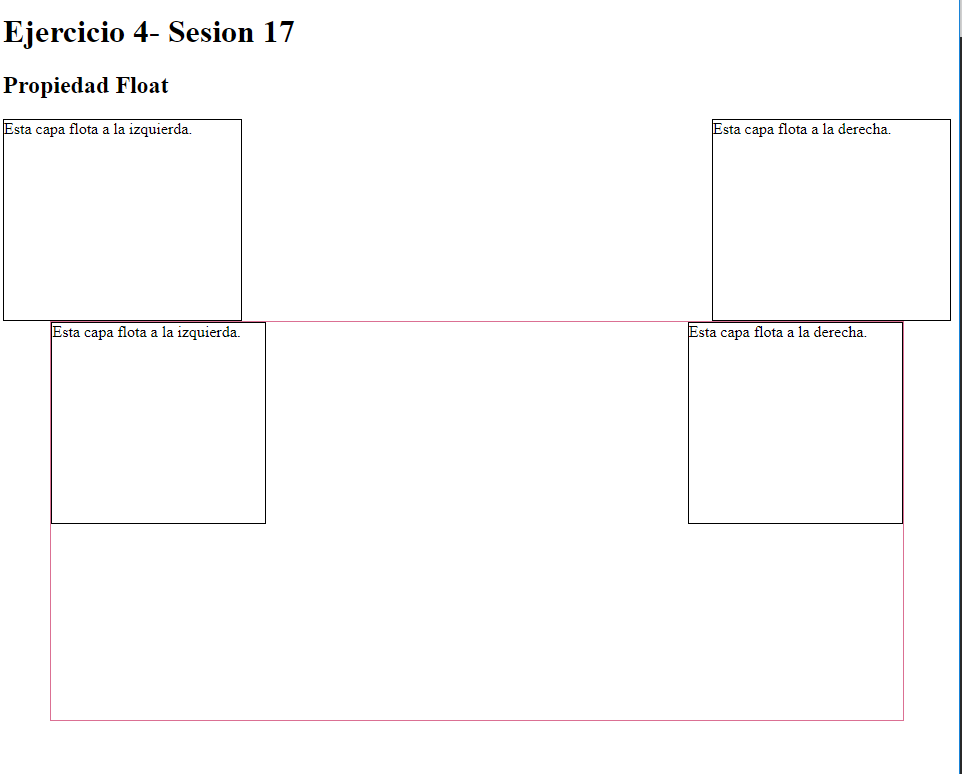 Ejercicio 4- Sesion 17
Propiedad Float
Esta capa flota a la izquierda.
Esta capa flota a la derecha.
Esta capa flota a la izquierda.
Esta capa flota a la derecha.